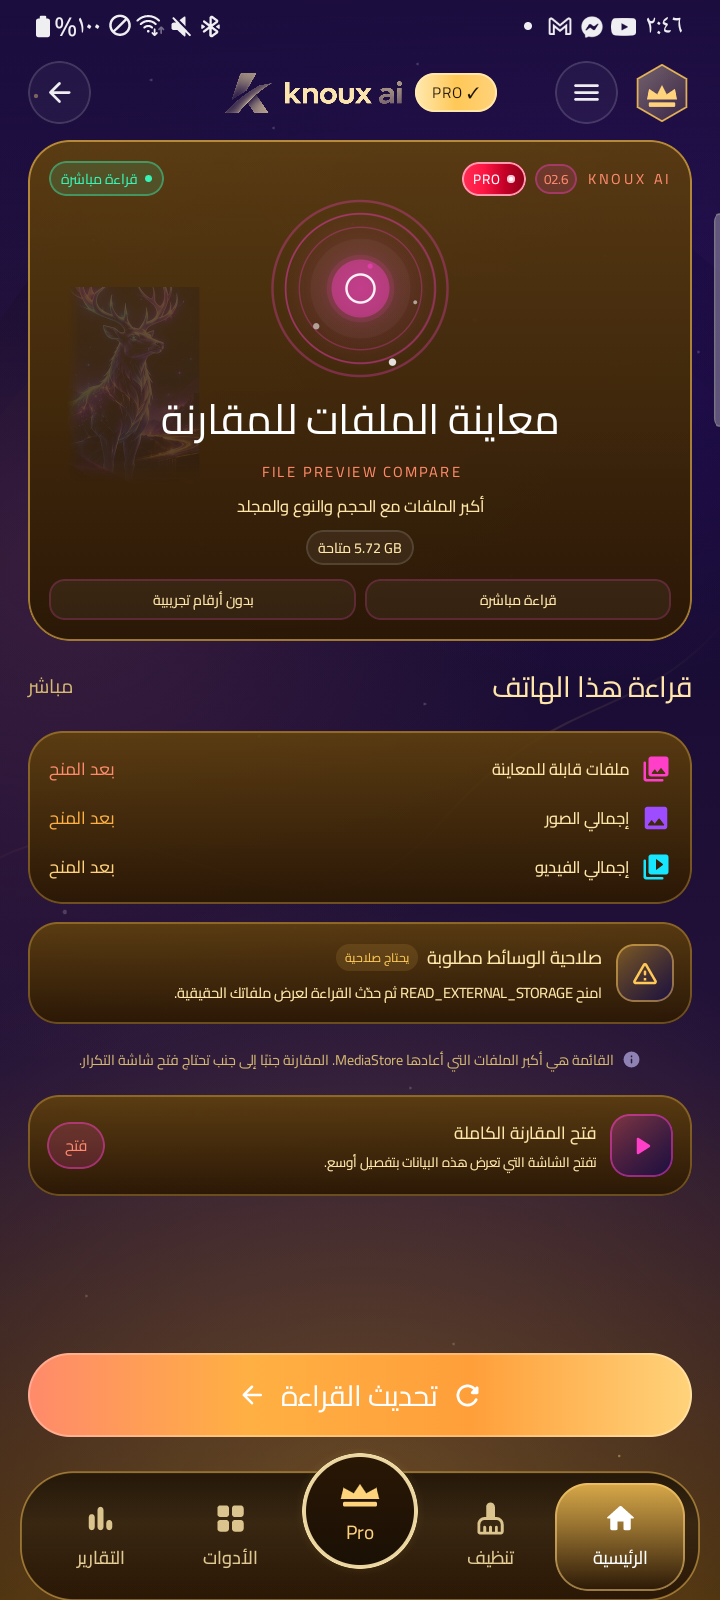 ٢:٤٦
%١٠٠
knoux ai
PRO ✓
KNOUX AI
02.6
PRO
قراءة مباشرة
معاينة الملفات للمقارنة
FILE PREVIEW COMPARE
أكبر الملفات مع الحجم والنوع والمجلد
5.72 GB متاحة
قراءة مباشرة
بدون أرقام تجريبية
قراءة هذا الهاتف
مباشر
ملفات قابلة للمعاينة
بعد المنح
إجمالي الصور
بعد المنح
إجمالي الفيديو
بعد المنح
صلاحية الوسائط مطلوبة
يحتاج صلاحية
امنح READ_EXTERNAL_STORAGE ثم حدّث القراءة لعرض ملفاتك الحقيقية.
القائمة هي أكبر الملفات التي أعادها MediaStore. المقارنة جنبًا إلى جنب تحتاج فتح شاشة التكرار.
فتح المقارنة الكاملة
تفتح الشاشة التي تعرض هذه البيانات بتفصيل أوسع.
فتح
تحديث القراءة
الرئيسية
تنظيف
Pro
الأدوات
التقارير